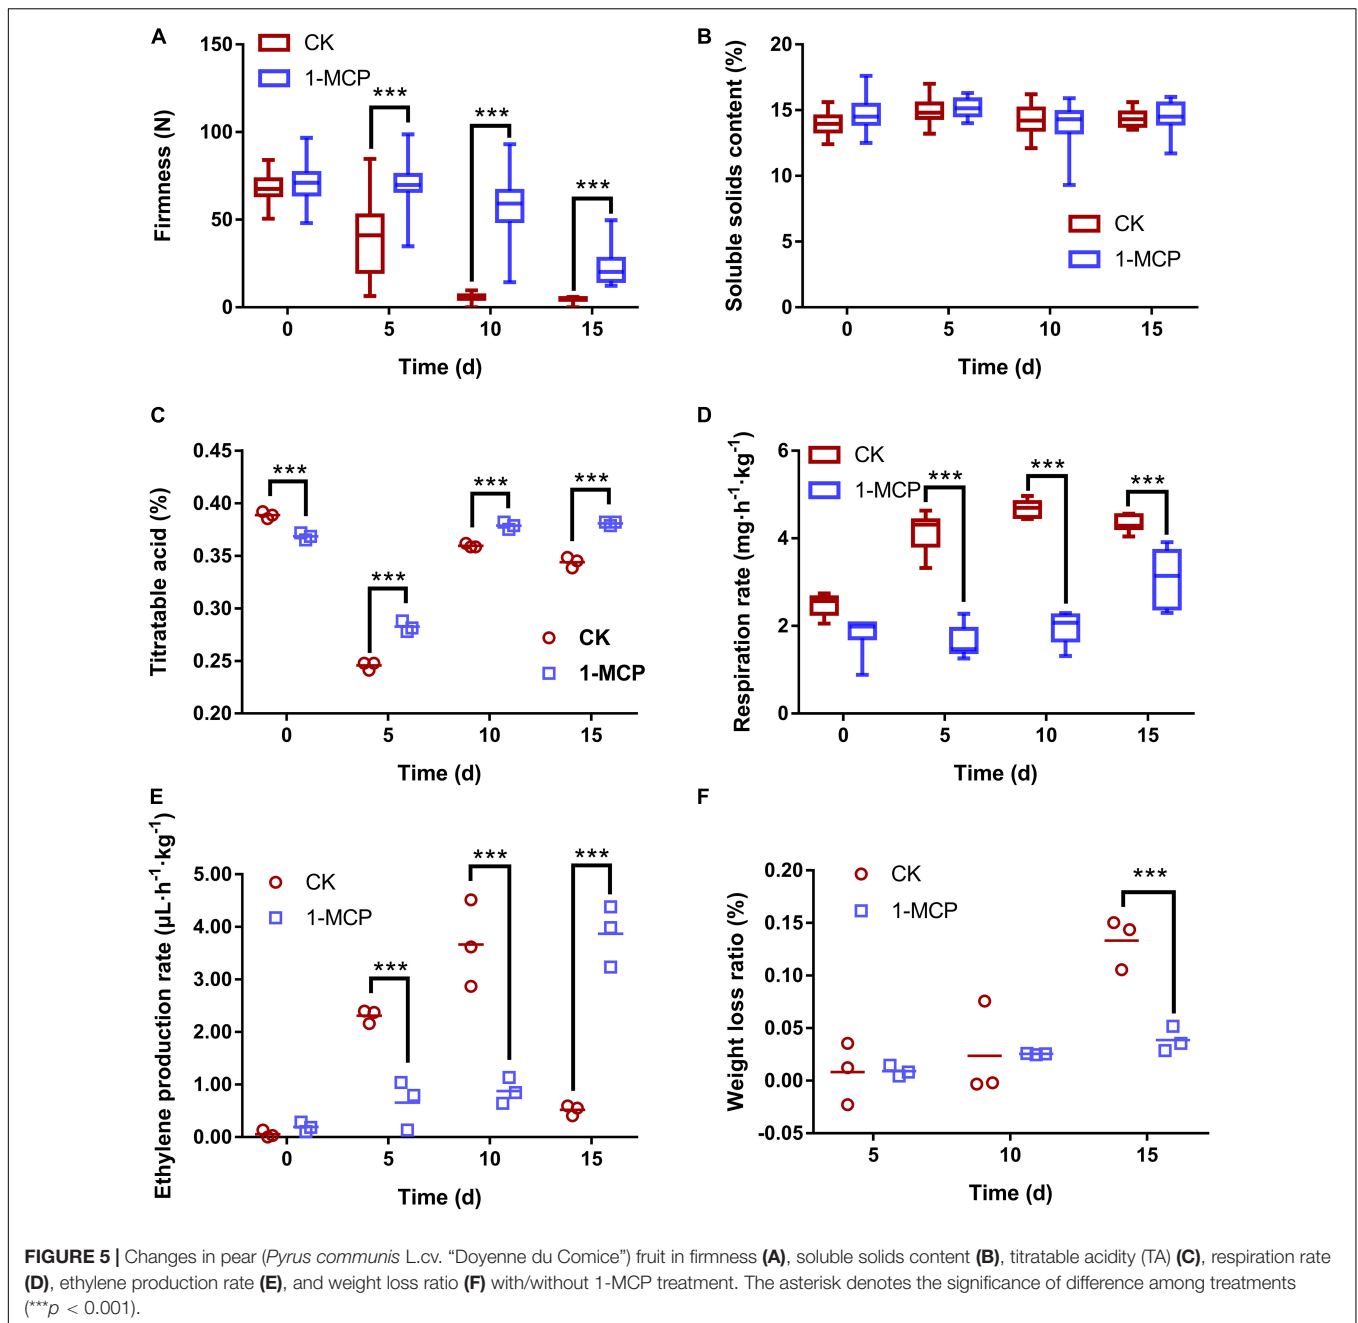 A
150
100
50
0
Firmness (N)
CK
1-MCP
***
***
***
0 5 10 15
Time (d)
B
20
15
10
5
0
Soluble solids content (%)
CK
1-MCP
0 5 10 15
Time (d)
C
0.45
0.40
0.35
0.30
0.25
0.20
Titratable acid (%)
***
***
***
***
CK
1-MCP
0 5 10 15
Time (d)
D
6
4
2
0
Respiration rate (mg·h⁻¹·kg⁻¹)
CK
1-MCP
***
***
***
0 5 10 15
Time (d)
E
5.00
4.00
3.00
2.00
1.00
0.00
Ethylene production rate (µL·h⁻¹·kg⁻¹)
CK
1-MCP
***
***
***
0 5 10 15
Time (d)
F
0.20
0.15
0.10
0.05
0.00
-0.05
Weight loss ratio (%)
CK
1-MCP
***
5 10 15
Time (d)
FIGURE 5 | Changes in pear (Pyrus communis L.cv. “Doyenne du Comice”) fruit in firmness (A), soluble solids content (B), titratable acidity (TA) (C), respiration rate
(D), ethylene production rate (E), and weight loss ratio (F) with/without 1-MCP treatment. The asterisk denotes the significance of difference among treatments
(***p < 0.001).